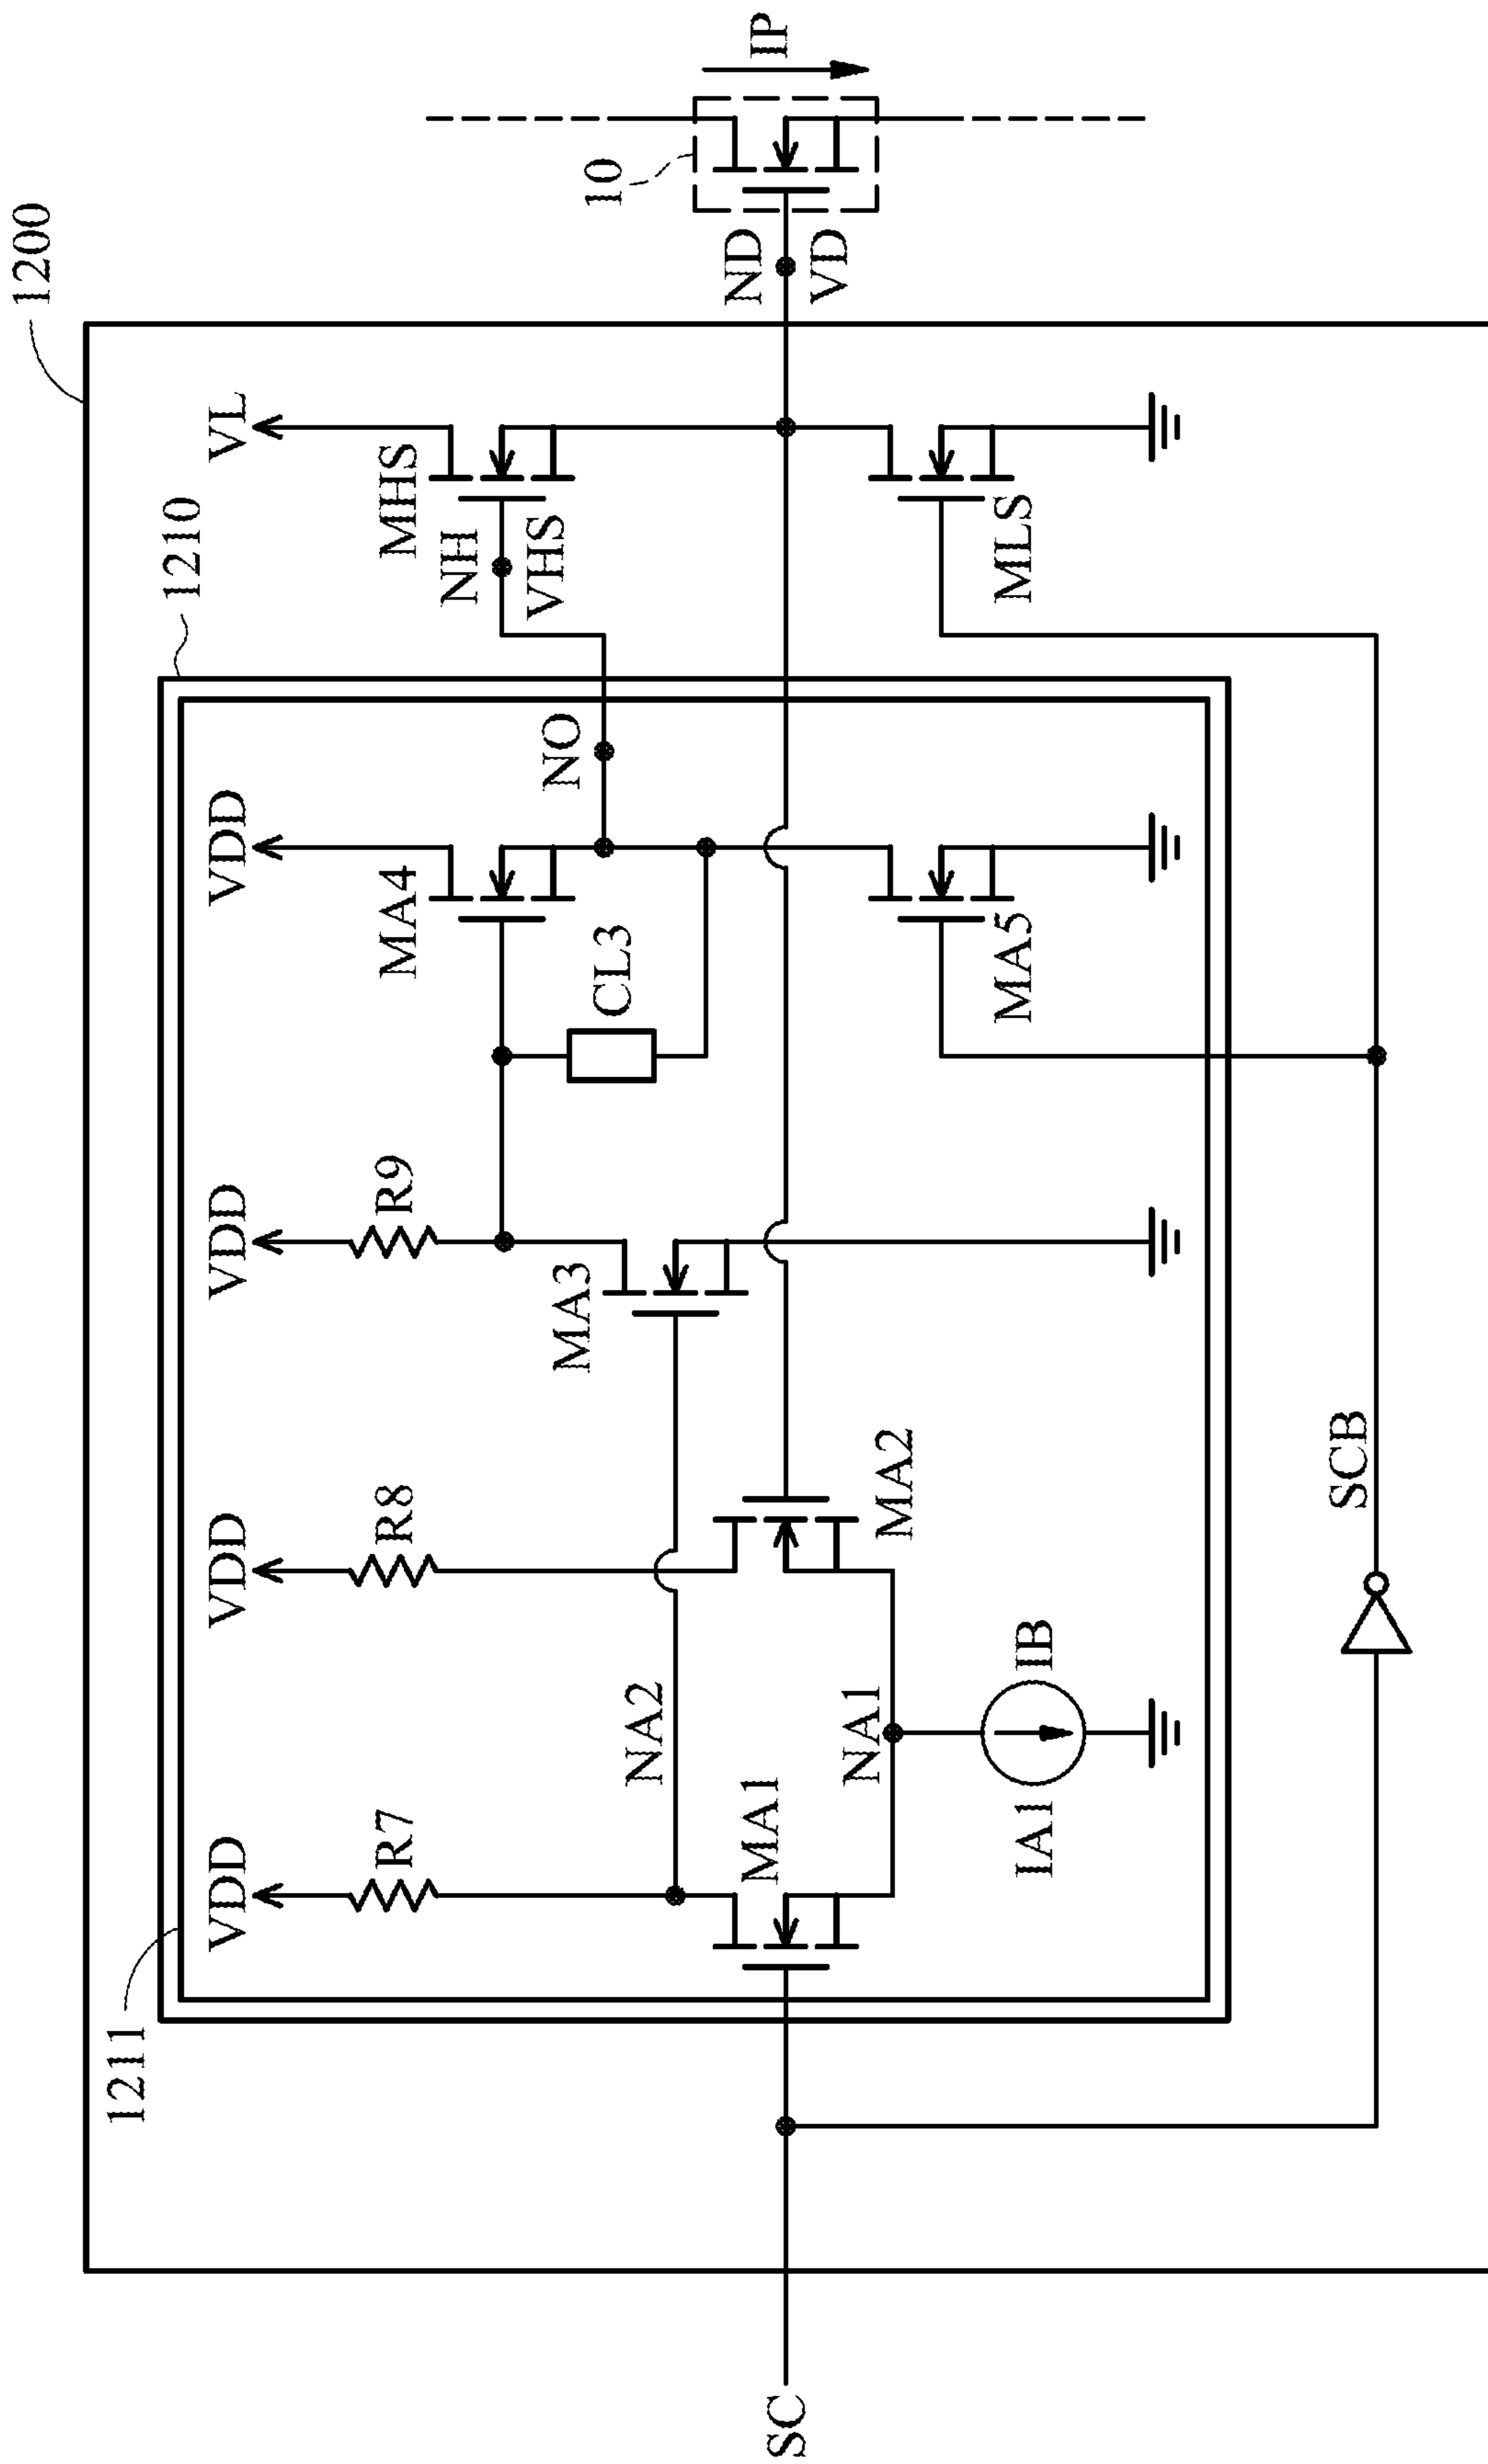 1200
1210
1211
VDD
VDD
VDD
VDD
VL
R7
R8
R9
MA4
MHS
NH
VHS
NA2
MA3
CL3
NO
10
IP
SC
MA1
ND
VD
NA1
MA2
MA5
MLS
IA1
IB
SCB